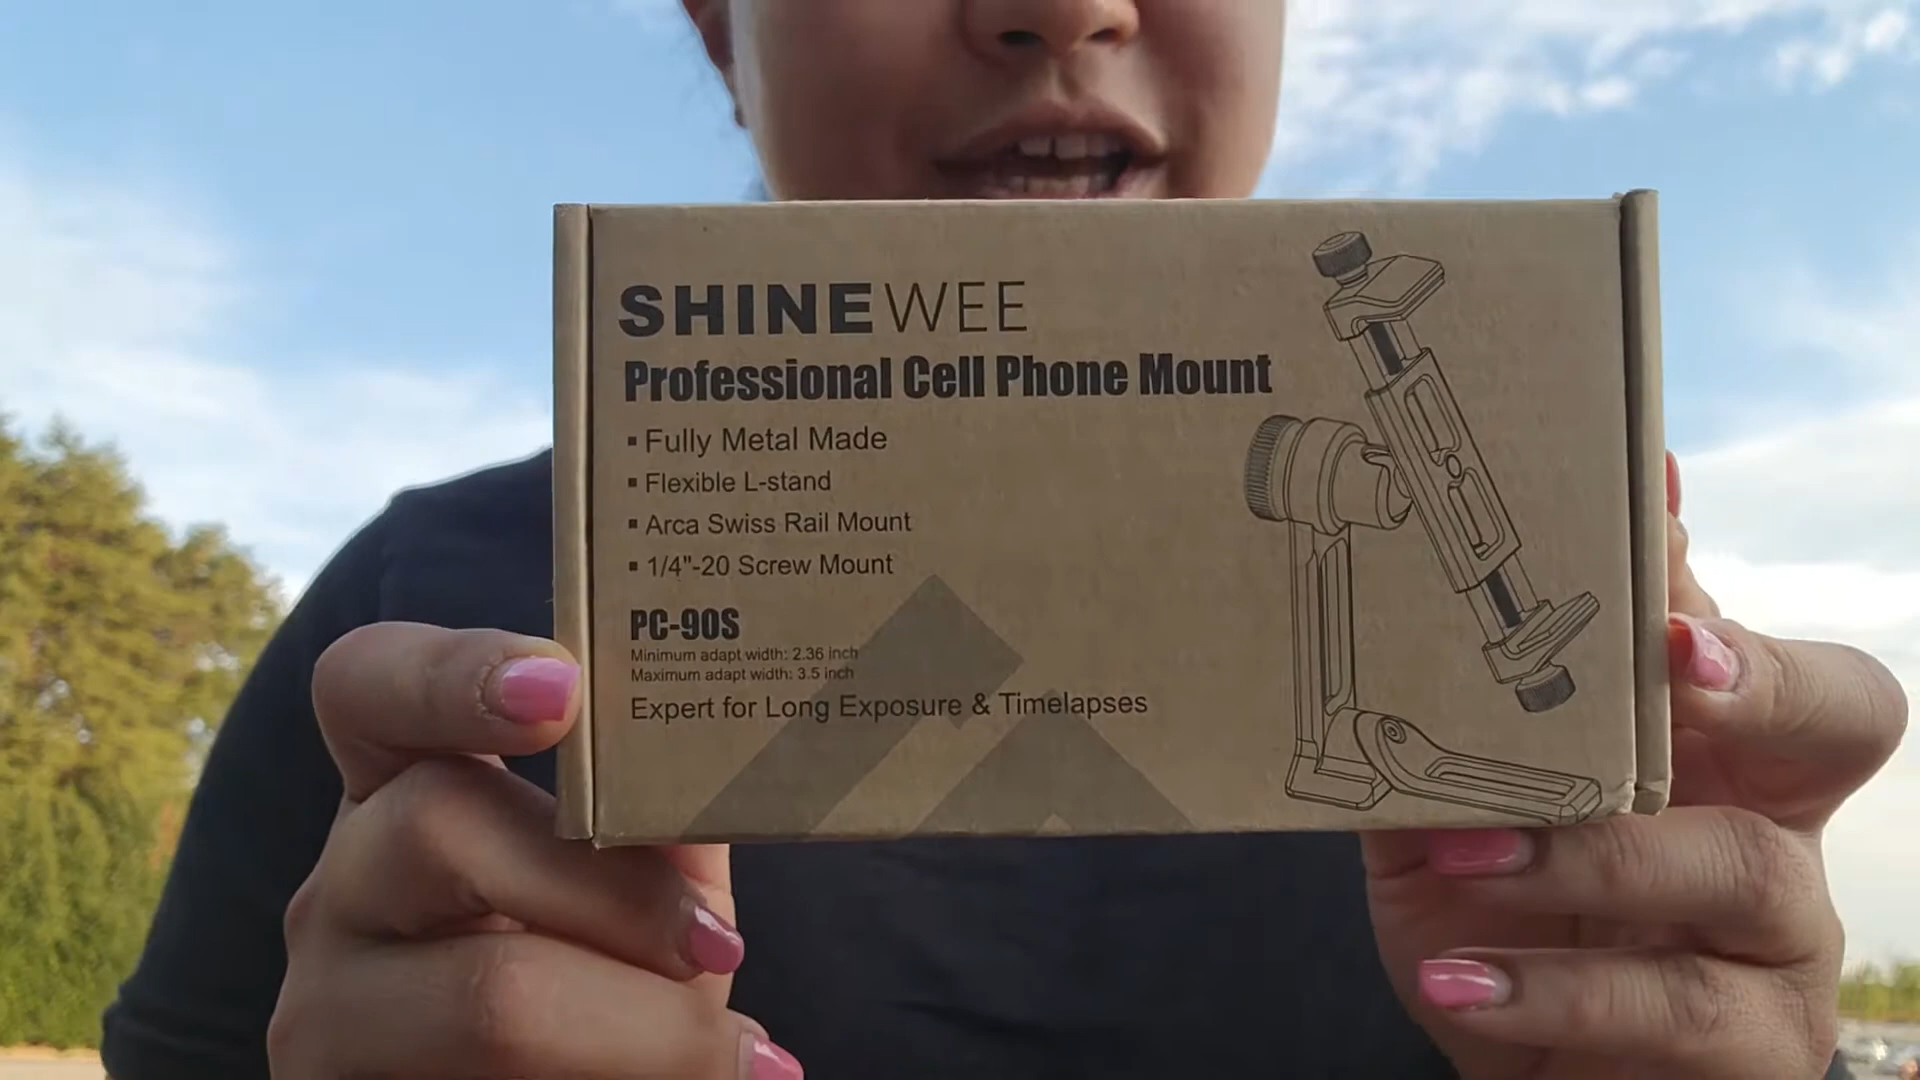 SHINEWEE
Professional Cell Phone Mount
▪ Fully Metal Made
▪ Flexible L-stand
▪ Arca Swiss Rail Mount
▪ 1/4"-20 Screw Mount
PC-90S
Minimum adapt width: 2.36 inch
Maximum adapt width: 3.5 inch
Expert for Long Exposure & Timelapses